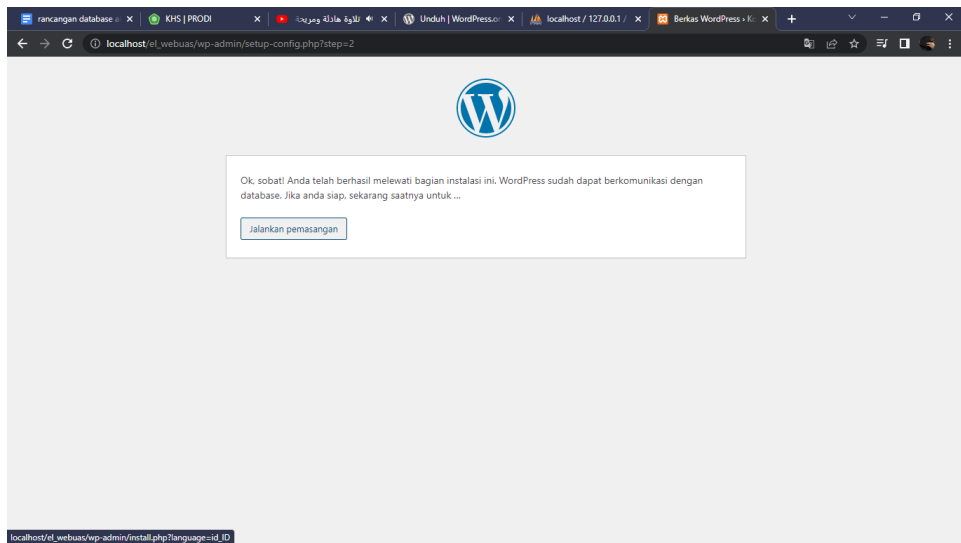 rancangan database a
KHS | PRODI
تلاوة هادئة ومريحة
Unduh | WordPress.or
localhost / 127.0.0.1 /
Berkas WordPress › Ko
localhost/el_webuas/wp-admin/setup-config.php?step=2
Ok, sobat! Anda telah berhasil melewati bagian instalasi ini. WordPress sudah dapat berkomunikasi dengan
database. Jika anda siap, sekarang saatnya untuk ...
Jalankan pemasangan
localhost/el_webuas/wp-admin/install.php?language=id_ID